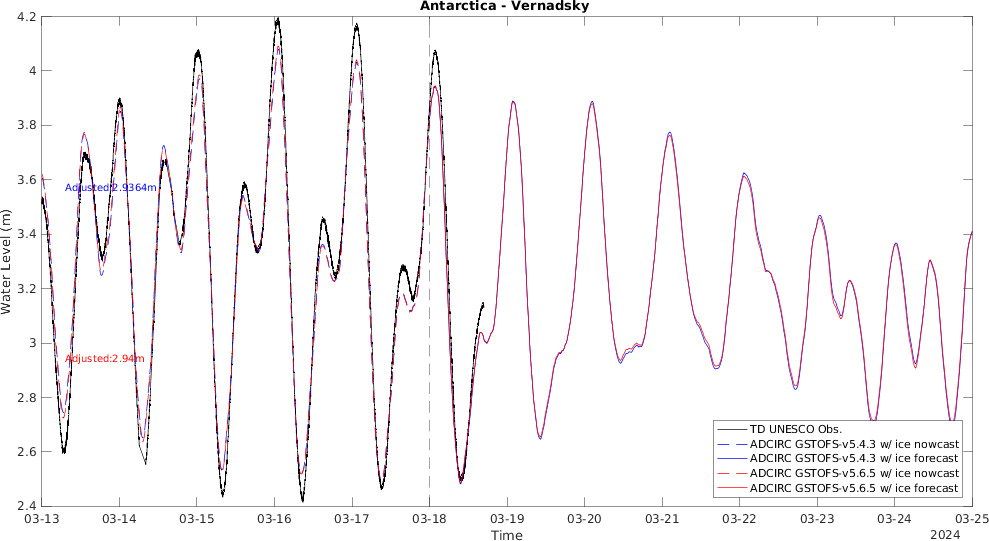 Antarctica - Vernadsky
Water Level (m)
4.2
4
3.8
3.6
3.4
3.2
3
2.8
2.6
2.4
Adjusted:2.9364m
Adjusted:2.94m
TD UNESCO Obs.
ADCIRC GSTOFS-v5.4.3 w/ ice nowcast
ADCIRC GSTOFS-v5.4.3 w/ ice forecast
ADCIRC GSTOFS-v5.6.5 w/ ice nowcast
ADCIRC GSTOFS-v5.6.5 w/ ice forecast
03-13 03-14 03-15 03-16 03-17 03-18 03-19 03-20 03-21 03-22 03-23 03-24 03-25
Time
2024